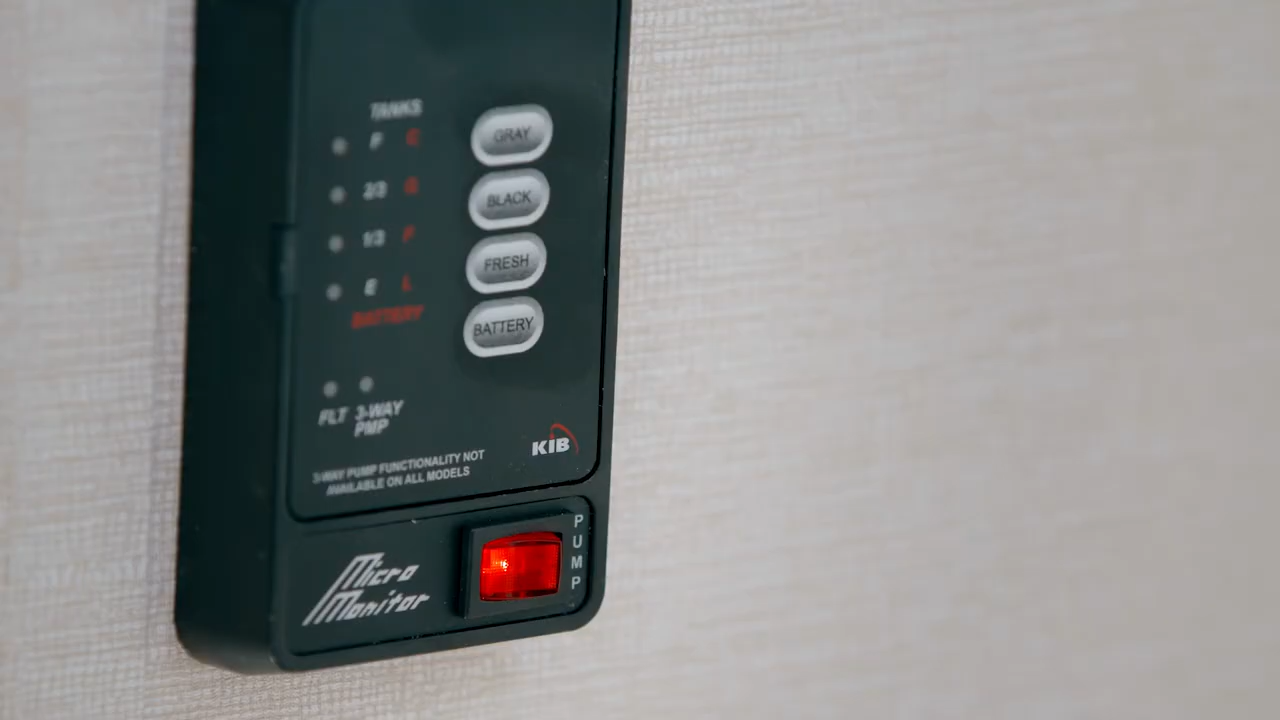 TANKS
F C
2/3 G
1/3 F
E L
BATTERY
GRAY
BLACK
FRESH
BATTERY
FLT 3-WAY
PMP
KIB
3-WAY PUMP FUNCTIONALITY NOT
AVAILABLE ON ALL MODELS
Micro
Monitor
PUMP